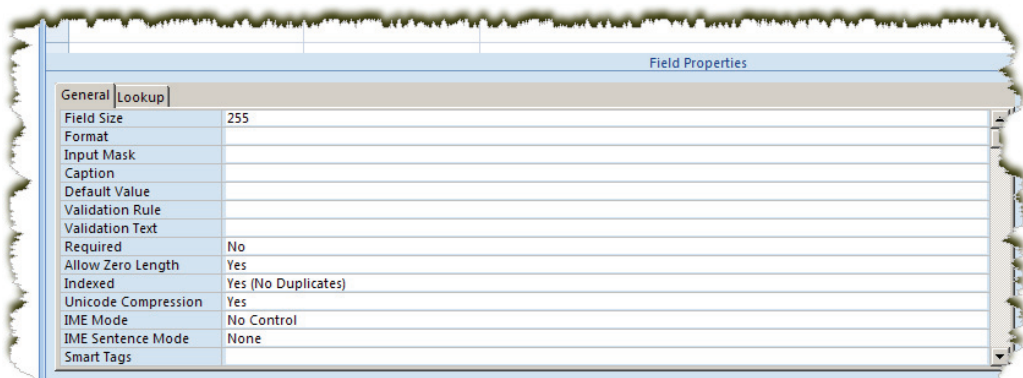 Field Properties
General Lookup
Field Size 255
Format
Input Mask
Caption
Default Value
Validation Rule
Validation Text
Required No
Allow Zero Length Yes
Indexed Yes (No Duplicates)
Unicode Compression Yes
IME Mode No Control
IME Sentence Mode None
Smart Tags